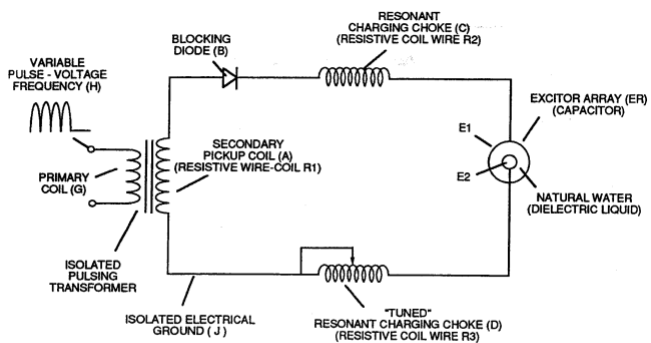 RESONANT
CHARGING CHOKE (C)
(RESISTIVE COIL WIRE R2)
BLOCKING
DIODE (B)
VARIABLE
PULSE - VOLTAGE
FREQUENCY (H)
EXCITOR ARRAY (ER)
(CAPACITOR)
E1
SECONDARY
PICKUP COIL (A)
(RESISTIVE WIRE-COIL R1)
PRIMARY
COIL (G)
E2
NATURAL WATER
(DIELECTRIC LIQUID)
ISOLATED
PULSING
TRANSFORMER
ISOLATED ELECTRICAL
GROUND ( J )
"TUNED"
RESONANT CHARGING CHOKE (D)
(RESISTIVE COIL WIRE R3)